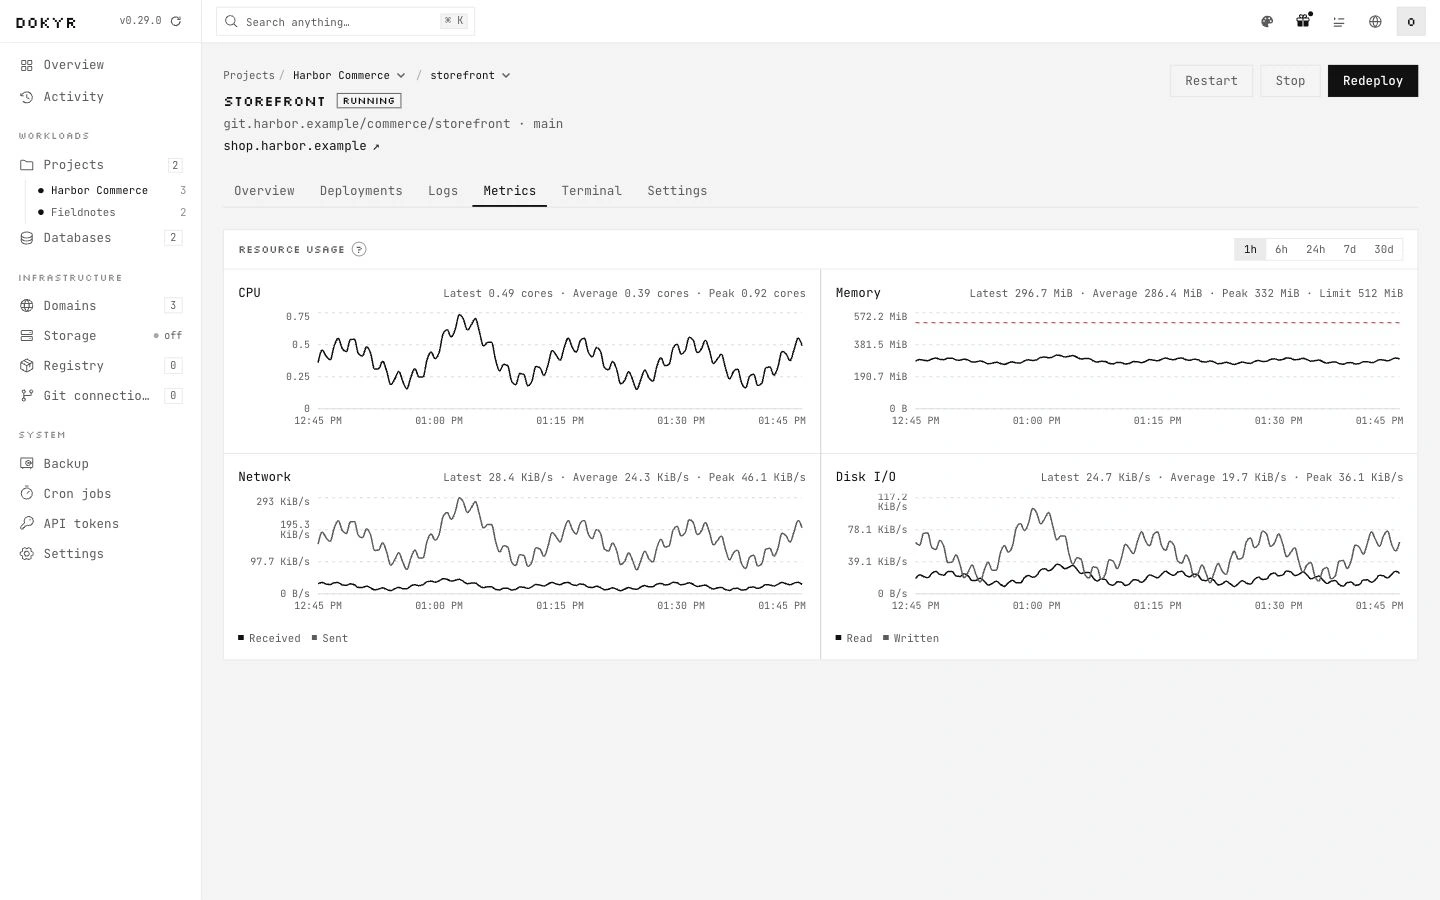 DOKYR v0.29.0
Search anything… ⌘ K
O
Overview
Activity
WORKLOADS
Projects 2
Harbor Commerce 3
Fieldnotes 2
Databases 2
INFRASTRUCTURE
Domains 3
Storage off
Registry 0
Git connectio… 0
SYSTEM
Backup
Cron jobs
API tokens
Settings
Projects / Harbor Commerce / storefront
STOREFRONT RUNNING
git.harbor.example/commerce/storefront · main
shop.harbor.example ↗
Restart Stop Redeploy
Overview Deployments Logs Metrics Terminal Settings
RESOURCE USAGE ?
1h 6h 24h 7d 30d
CPU Latest 0.49 cores · Average 0.39 cores · Peak 0.92 cores
0.75
0.5
0.25
0
12:45 PM 01:00 PM 01:15 PM 01:30 PM 01:45 PM
Memory Latest 296.7 MiB · Average 286.4 MiB · Peak 332 MiB · Limit 512 MiB
572.2 MiB
381.5 MiB
190.7 MiB
0 B
12:45 PM 01:00 PM 01:15 PM 01:30 PM 01:45 PM
Network Latest 28.4 KiB/s · Average 24.3 KiB/s · Peak 46.1 KiB/s
293 KiB/s
195.3
KiB/s
97.7 KiB/s
0 B/s
12:45 PM 01:00 PM 01:15 PM 01:30 PM 01:45 PM
Received Sent
Disk I/O Latest 24.7 KiB/s · Average 19.7 KiB/s · Peak 36.1 KiB/s
117.2
KiB/s
78.1 KiB/s
39.1 KiB/s
0 B/s
12:45 PM 01:00 PM 01:15 PM 01:30 PM 01:45 PM
Read Written